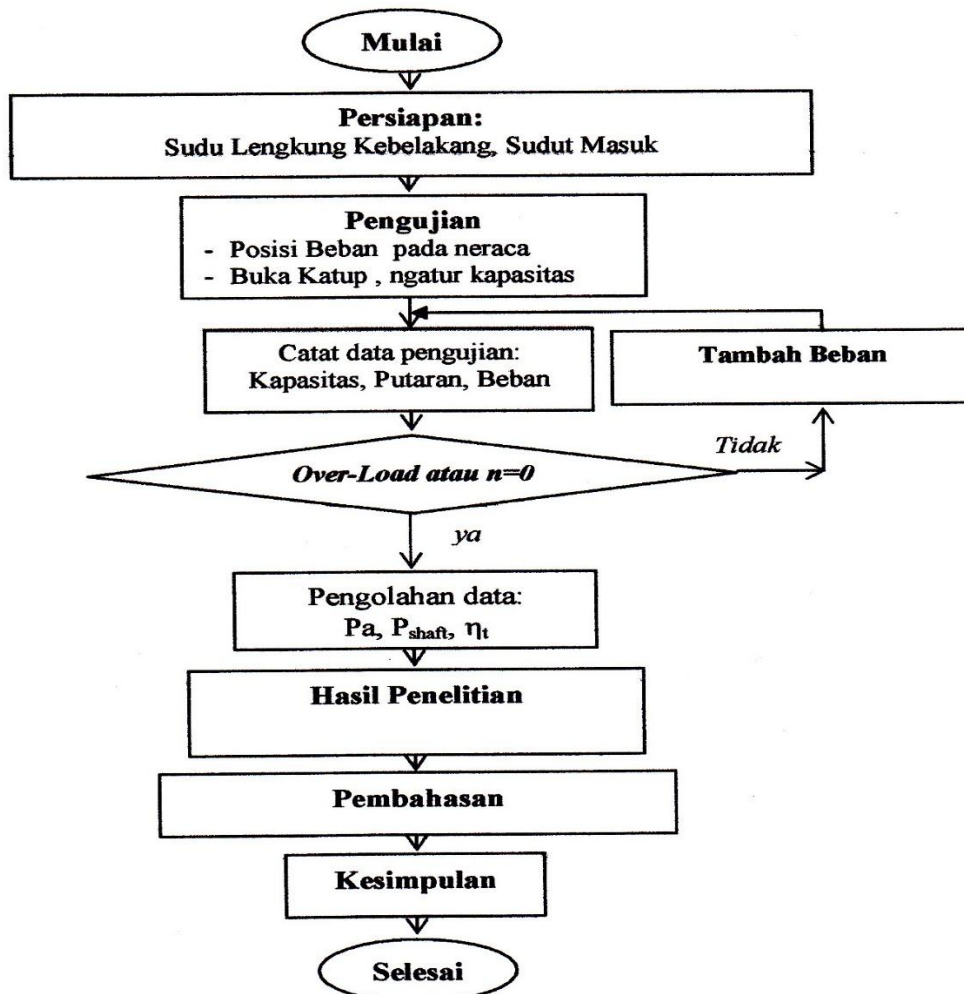 Mulai
Persiapan:
Sudu Lengkung Kebelakang, Sudut Masuk
Pengujian
- Posisi Beban pada neraca
- Buka Katup , ngatur kapasitas
Catat data pengujian:
Kapasitas, Putaran, Beban
Tambah Beban
Over-Load atau n=0
Tidak
ya
Pengolahan data:
Pa, Pshaft, ηt
Hasil Penelitian
Pembahasan
Kesimpulan
Selesai